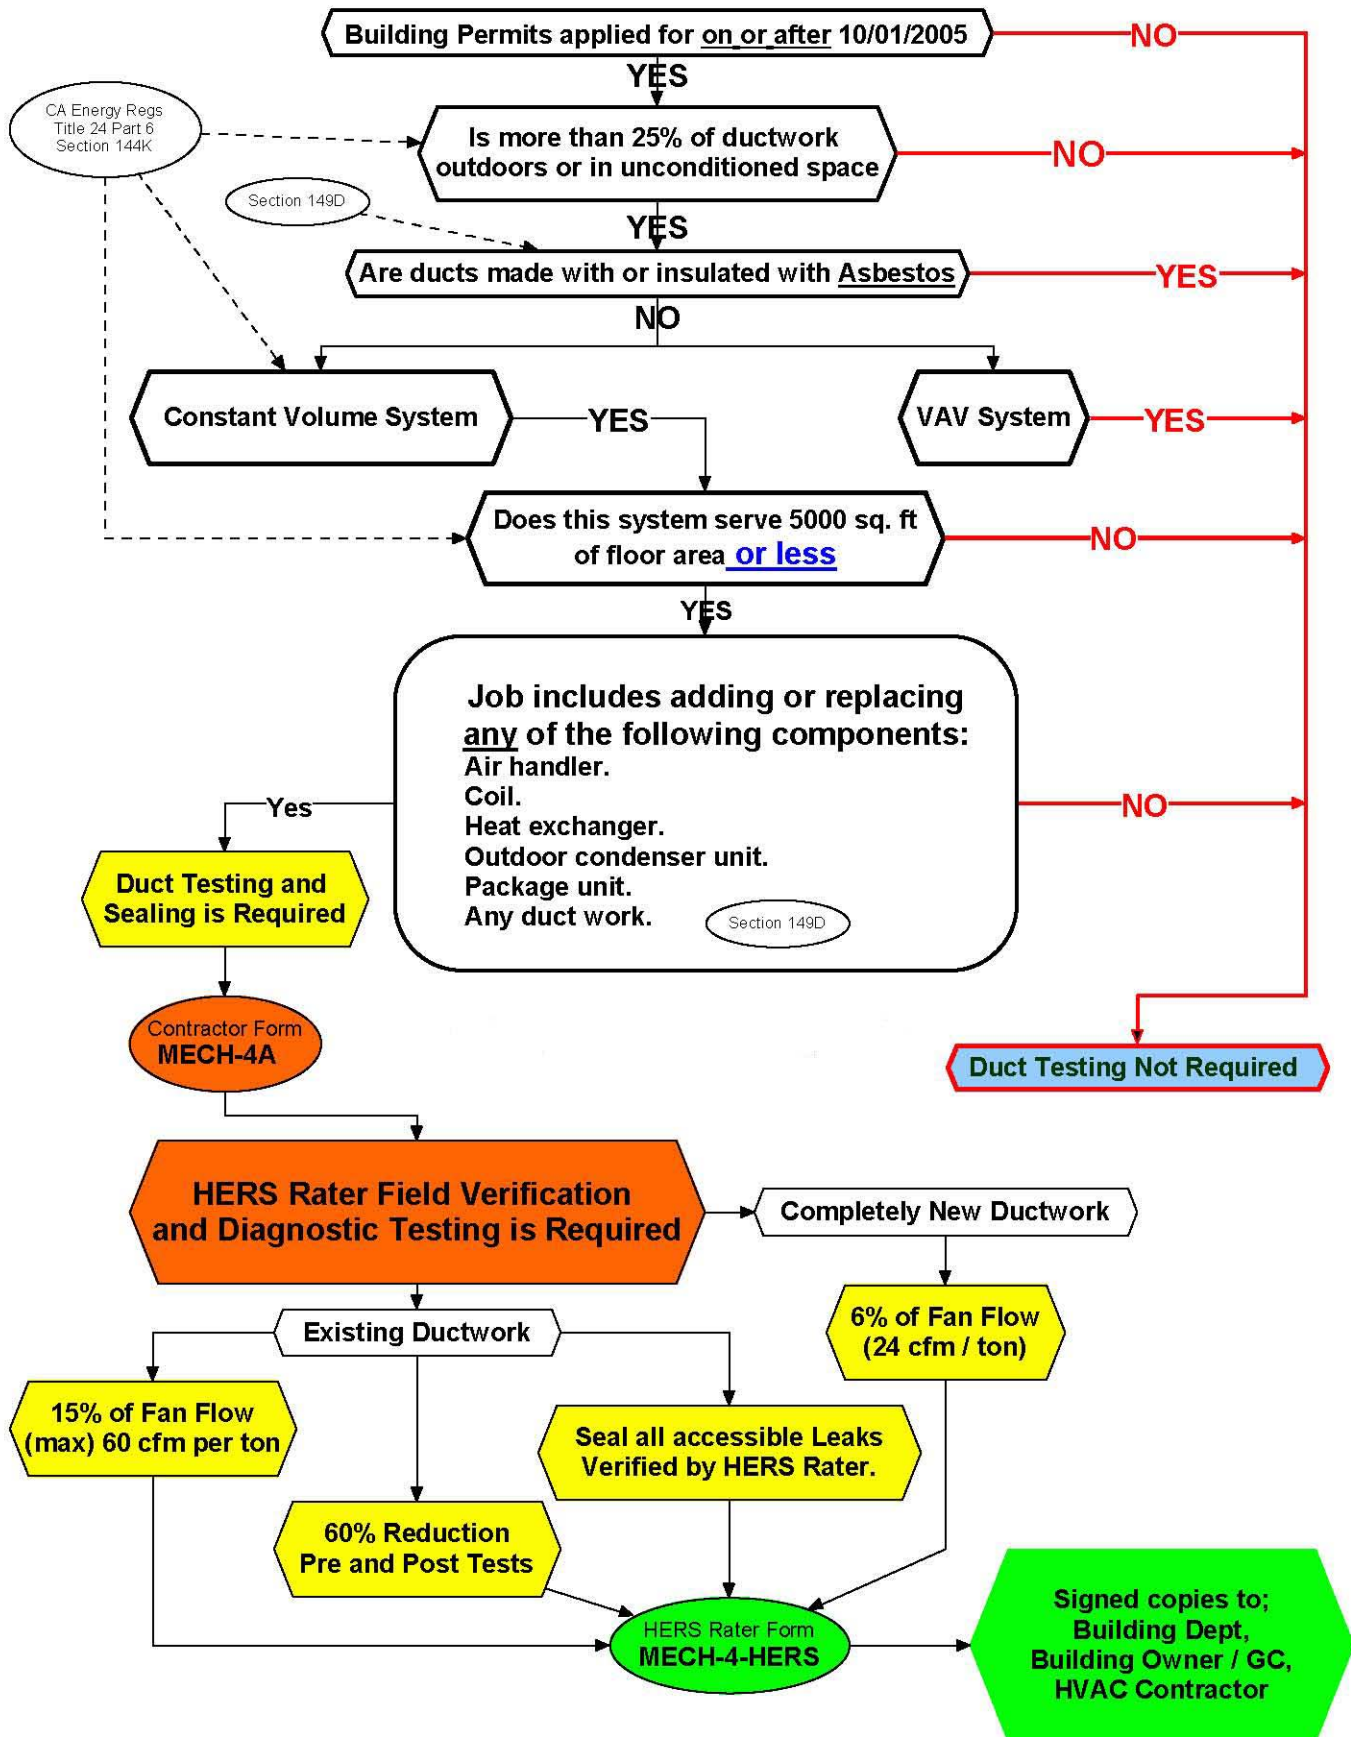 Building Permits applied for on or after 10/01/2005
NO
YES
CA Energy Regs
Title 24 Part 6
Section 144K
Is more than 25% of ductwork
outdoors or in unconditioned space
NO
Section 149D
YES
Are ducts made with or insulated with Asbestos
YES
NO
Constant Volume System
YES
VAV System
YES
Does this system serve 5000 sq. ft
of floor area or less
NO
YES
Job includes adding or replacing
any of the following components:
Air handler.
Coil.
Heat exchanger.
Outdoor condenser unit.
Package unit.
Any duct work.
Section 149D
Yes
NO
Duct Testing and
Sealing is Required
Contractor Form
MECH-4A
Duct Testing Not Required
HERS Rater Field Verification
and Diagnostic Testing is Required
Completely New Ductwork
Existing Ductwork
6% of Fan Flow
(24 cfm / ton)
15% of Fan Flow
(max) 60 cfm per ton
Seal all accessible Leaks
Verified by HERS Rater.
60% Reduction
Pre and Post Tests
HERS Rater Form
MECH-4-HERS
Signed copies to;
Building Dept,
Building Owner / GC,
HVAC Contractor